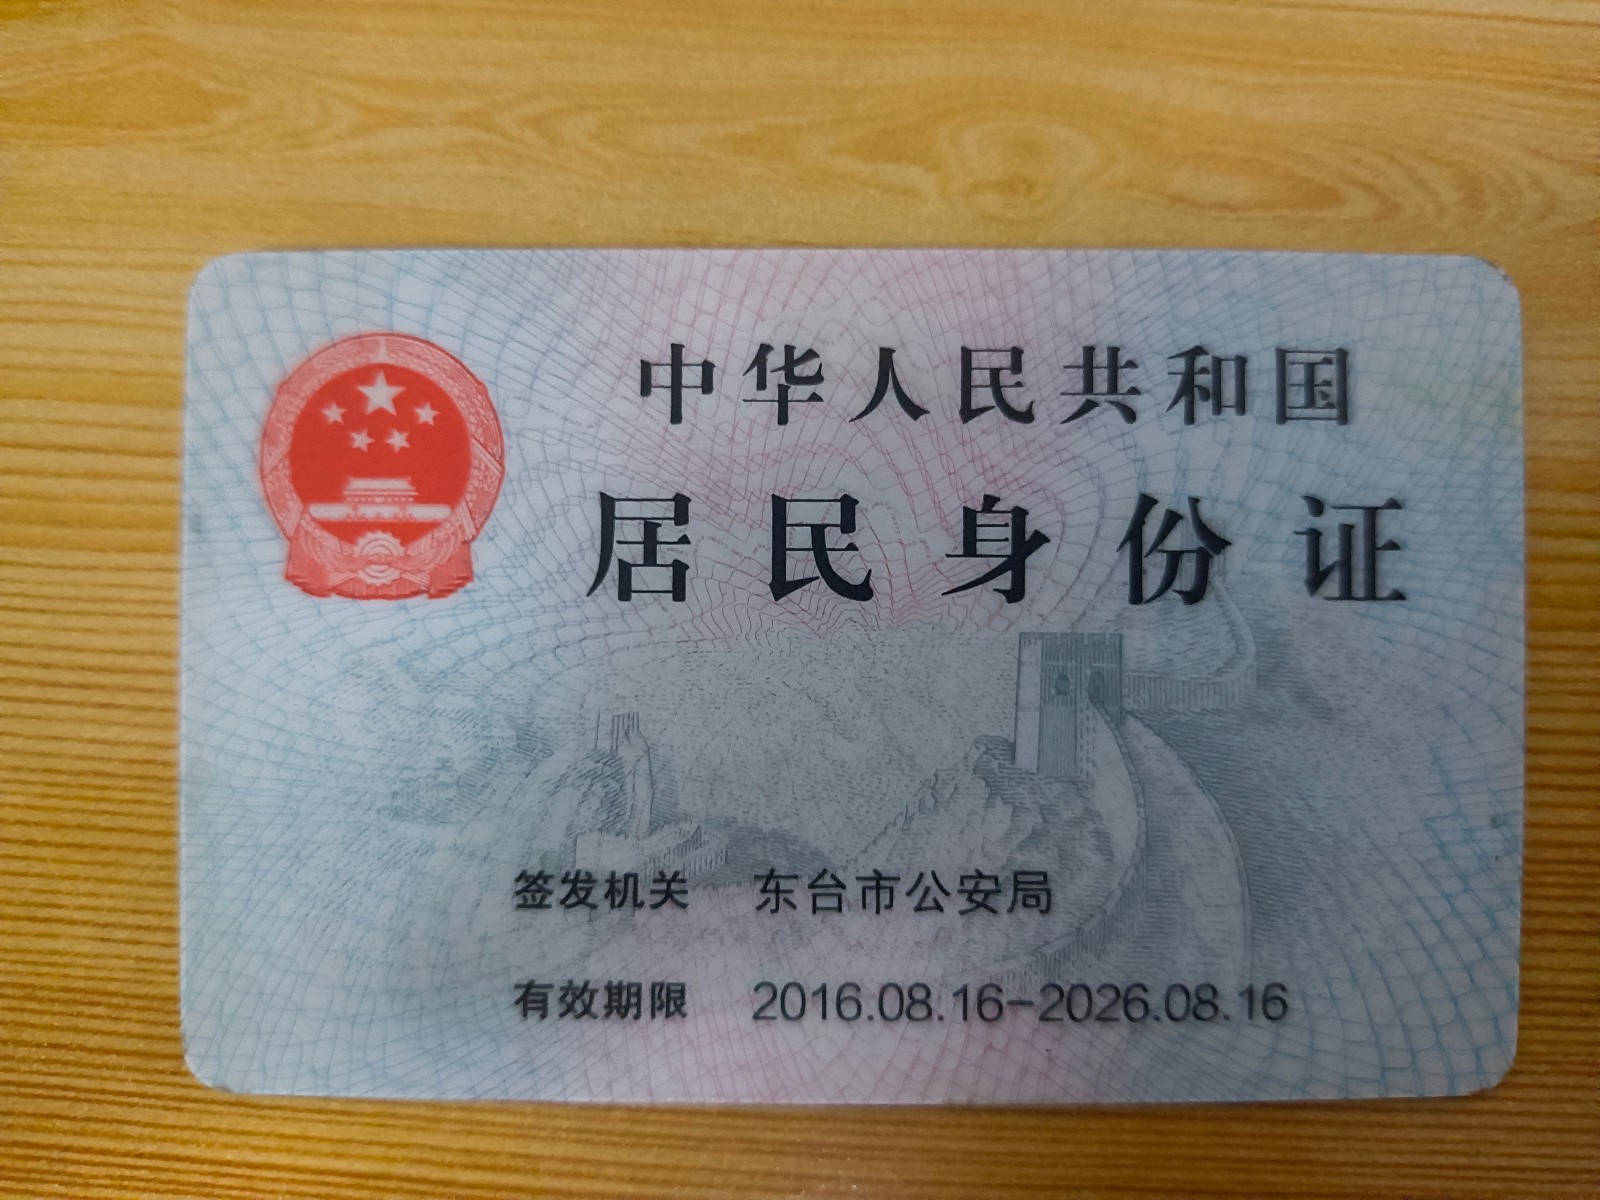 中华人民共和国
居民身份证
签发机关 东台市公安局
有效期限 2016.08.16-2026.08.16